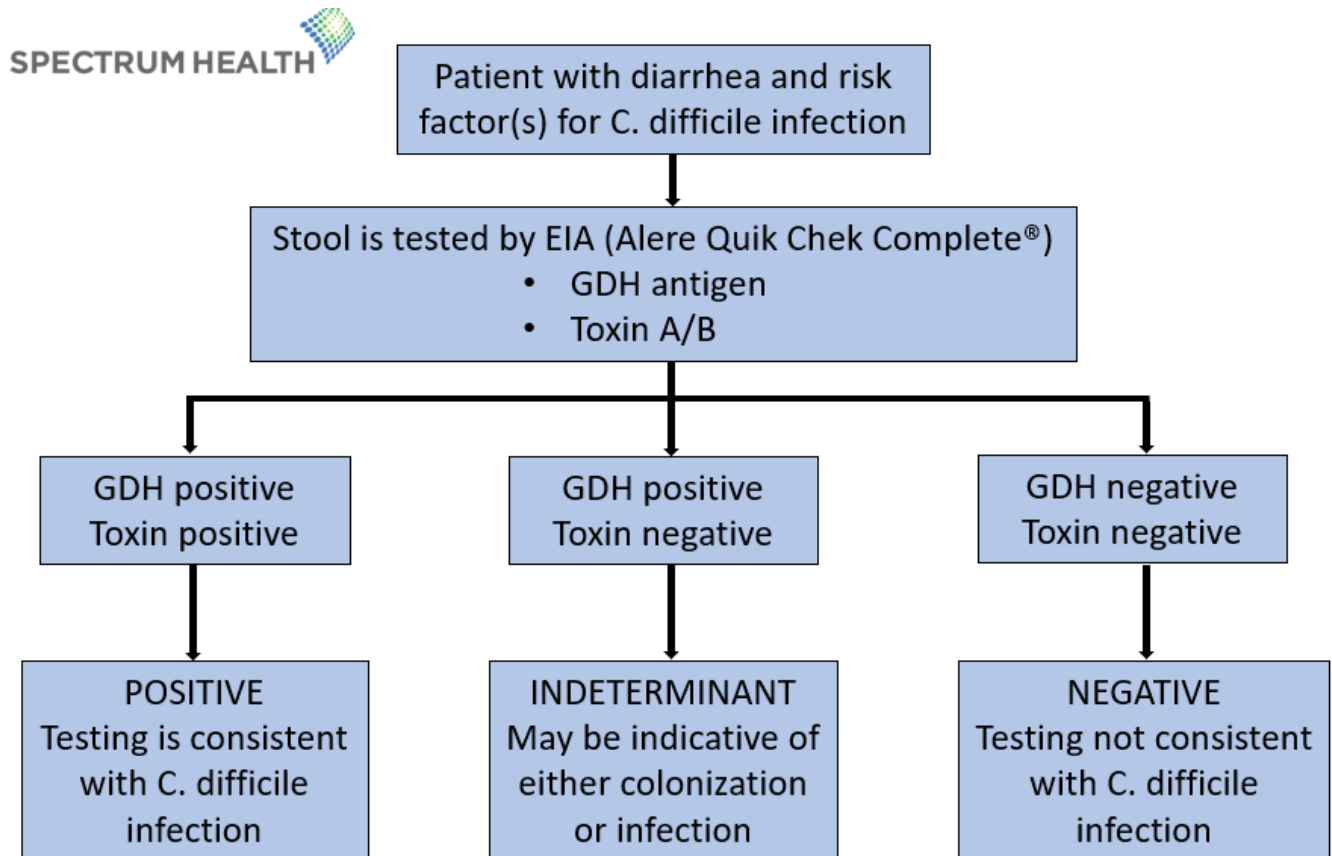 SPECTRUM HEALTH
Patient with diarrhea and risk
factor(s) for C. difficile infection
Stool is tested by EIA (Alere Quik Chek Complete®)
• GDH antigen
• Toxin A/B
GDH positive
Toxin positive
GDH positive
Toxin negative
GDH negative
Toxin negative
POSITIVE
Testing is consistent
with C. difficile
infection
INDETERMINANT
May be indicative of
either colonization
or infection
NEGATIVE
Testing not consistent
with C. difficile
infection